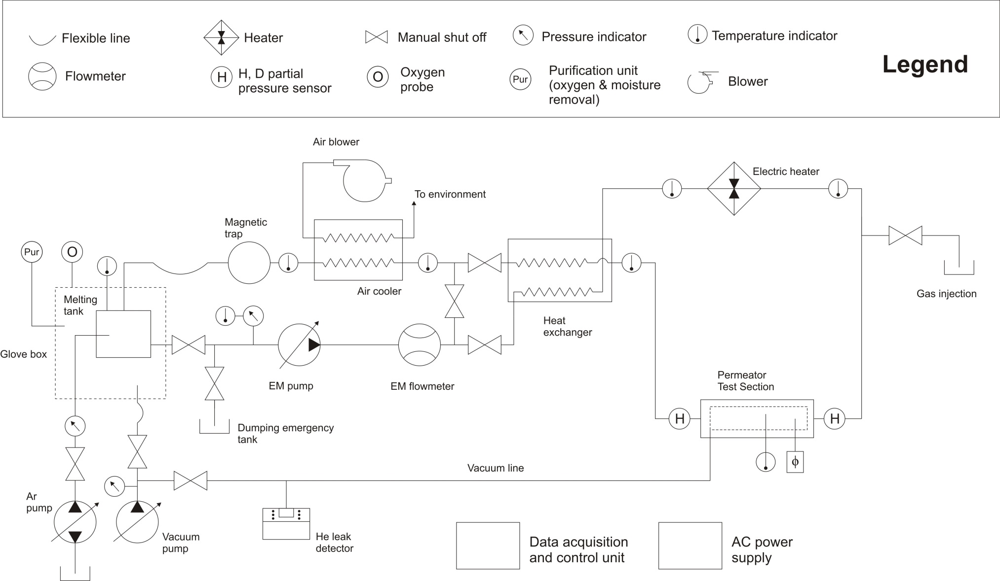 Flexible line
Heater
Manual shut off
Pressure indicator
Temperature indicator
Legend
Flowmeter
H
H, D partial
pressure sensor
O
Oxygen
probe
Pur
Purification unit
(oxygen & moisture
removal)
Blower
Air blower
To environment
Electric heater
Magnetic
trap
Pur
O
Air cooler
Melting
tank
Heat
exchanger
Gas injection
Glove box
EM pump
EM flowmeter
Permeator
Test Section
H
H
Dumping emergency
tank
ϕ
Vacuum line
Ar
pump
Vacuum
pump
He leak
detector
Data acquisition
and control unit
AC power
supply